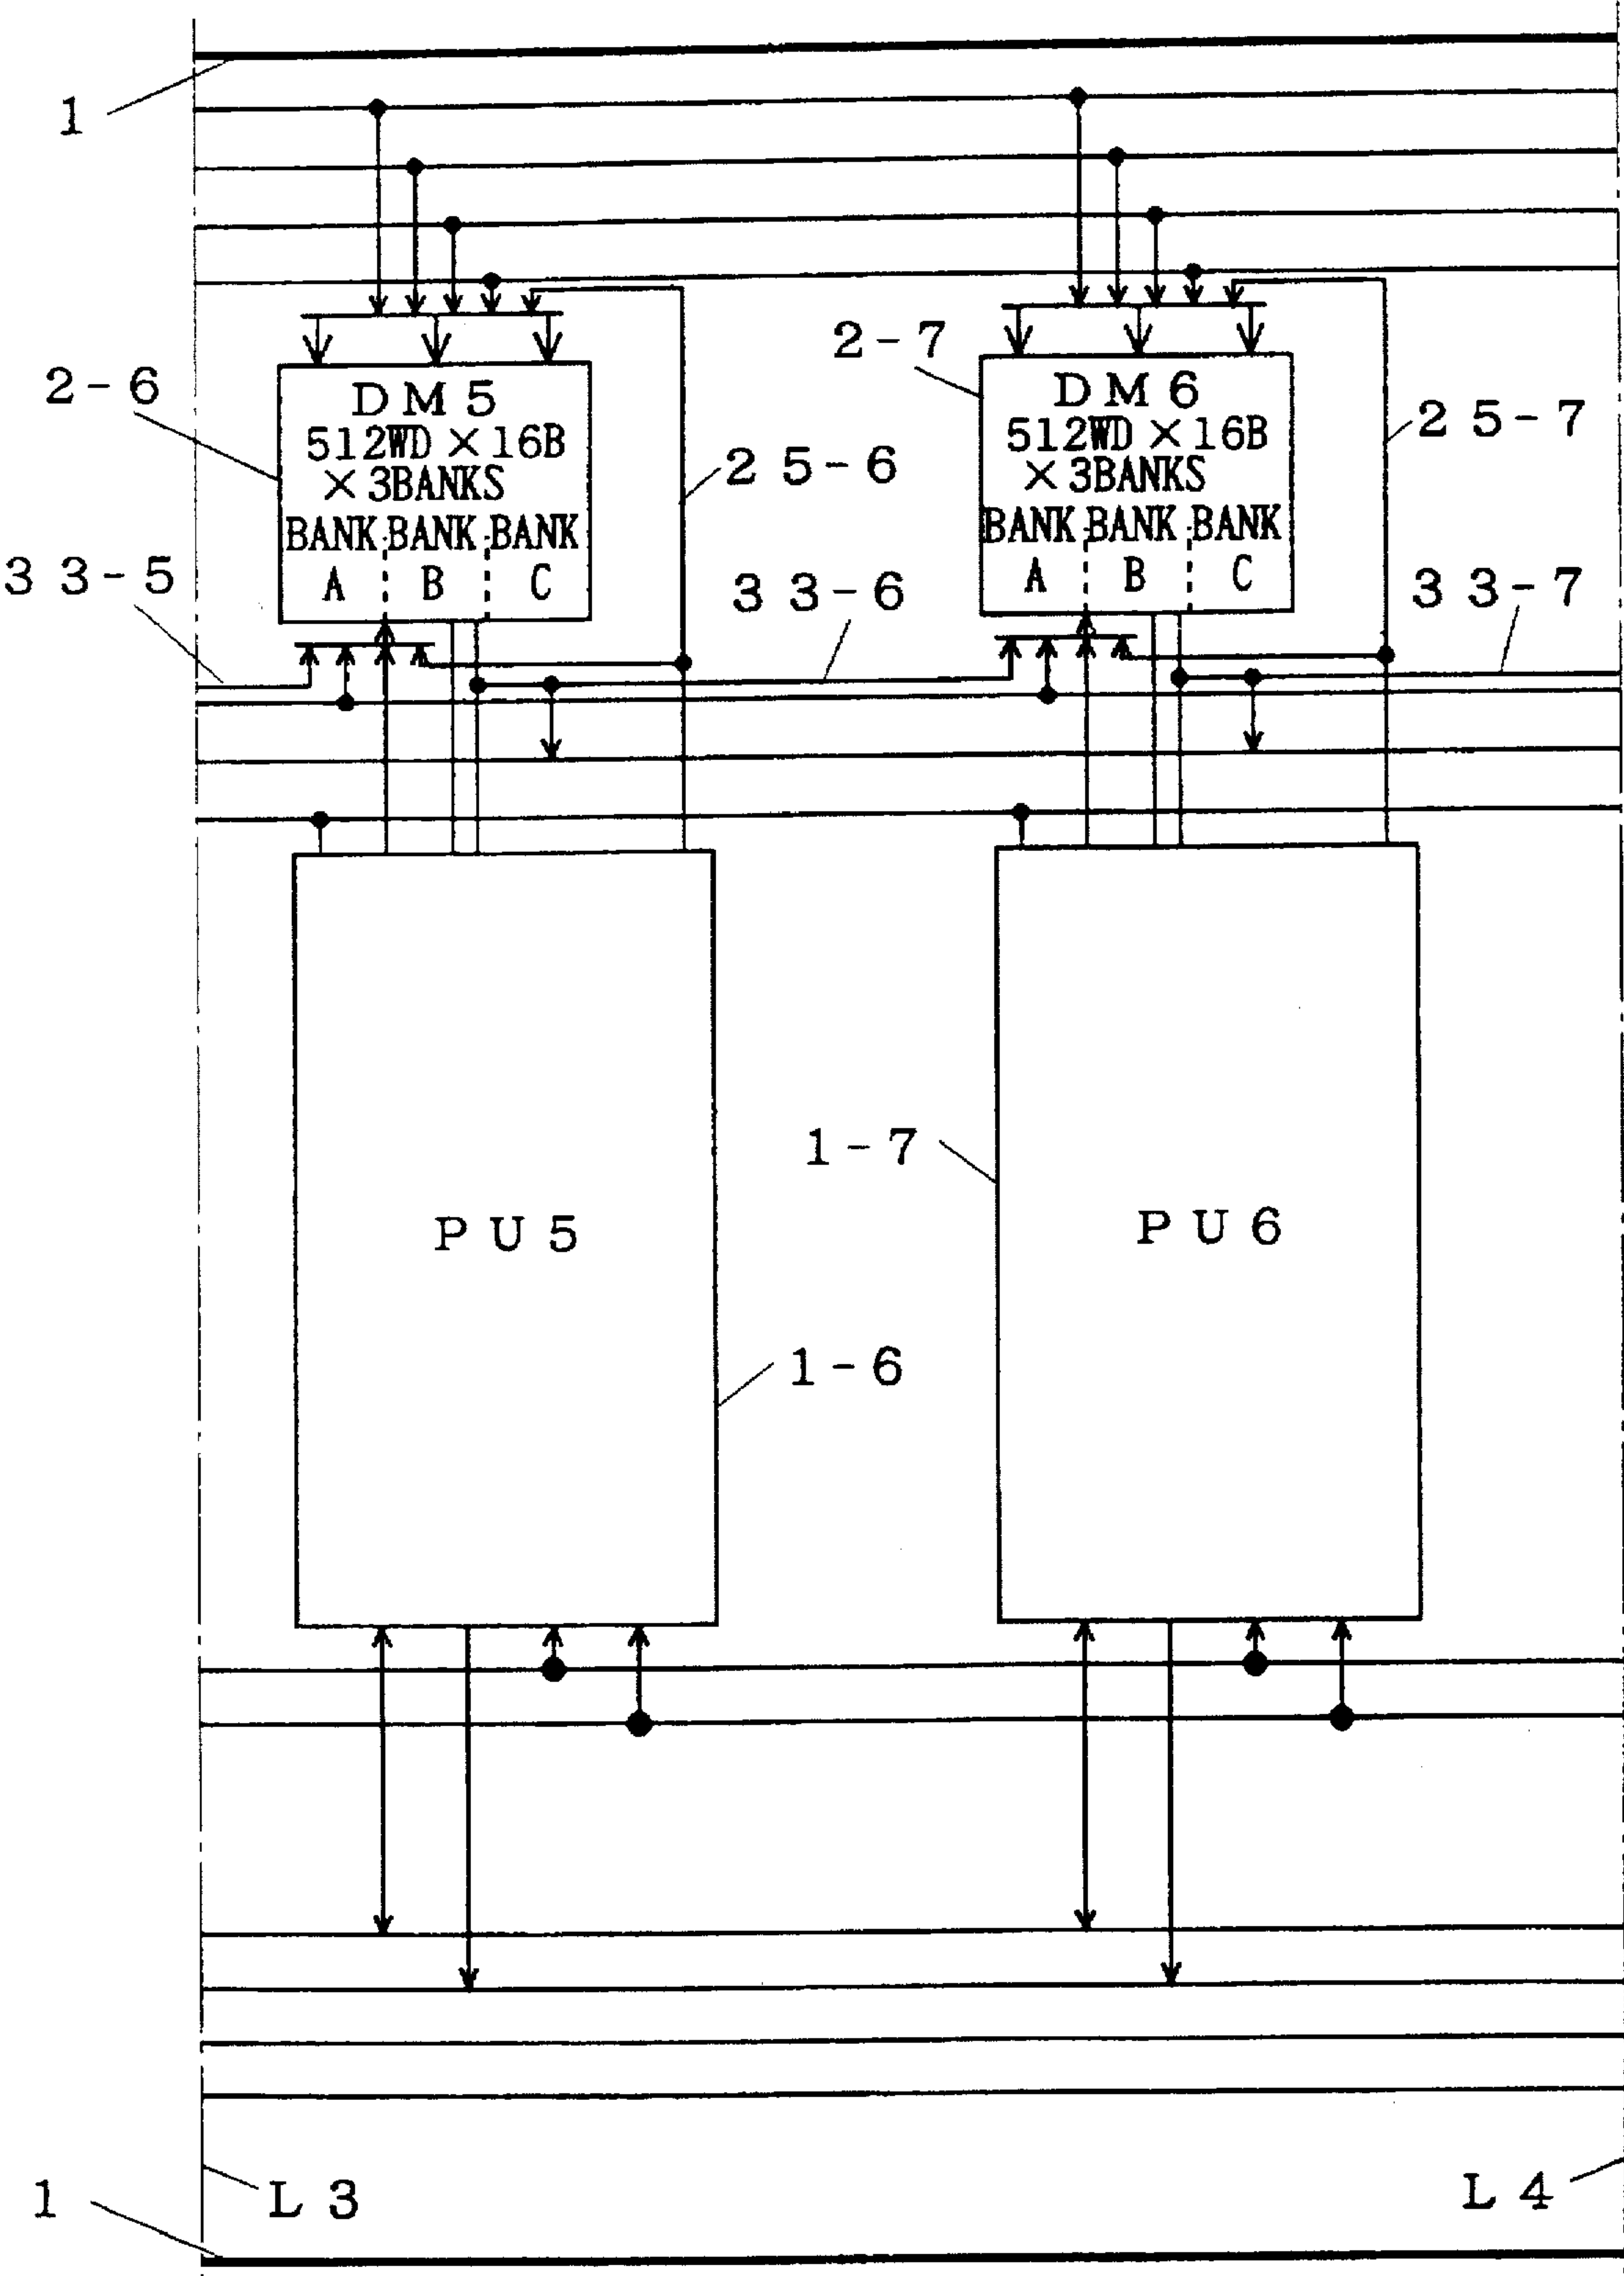 1
2-6
DM5
512WD×16B
×3BANKS
BANK BANK BANK
A B C
25-6
33-5
33-6
2-7
DM6
512WD×16B
×3BANKS
BANK BANK BANK
A B C
25-7
33-7
PU5
1-6
1-7
PU6
L3
L4
1